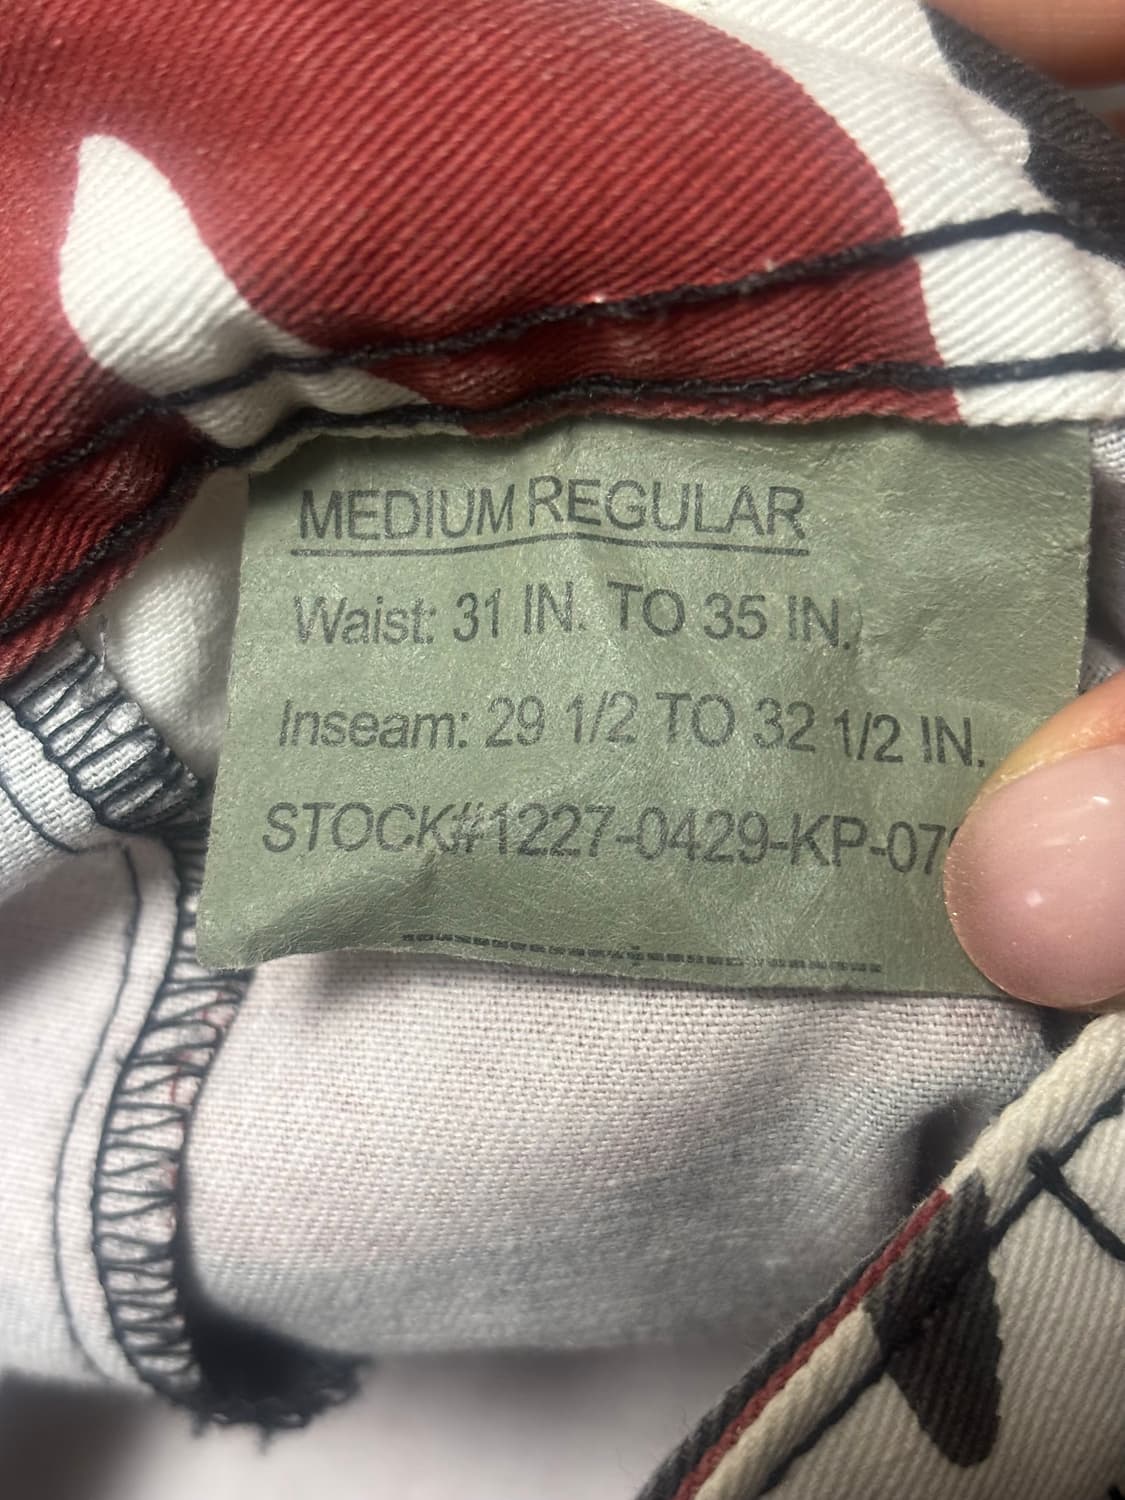 MEDIUM REGULAR
Waist: 31 IN. TO 35 IN.
Inseam: 29 1/2 TO 32 1/2 IN.
STOCK#1227-0429-KP-07